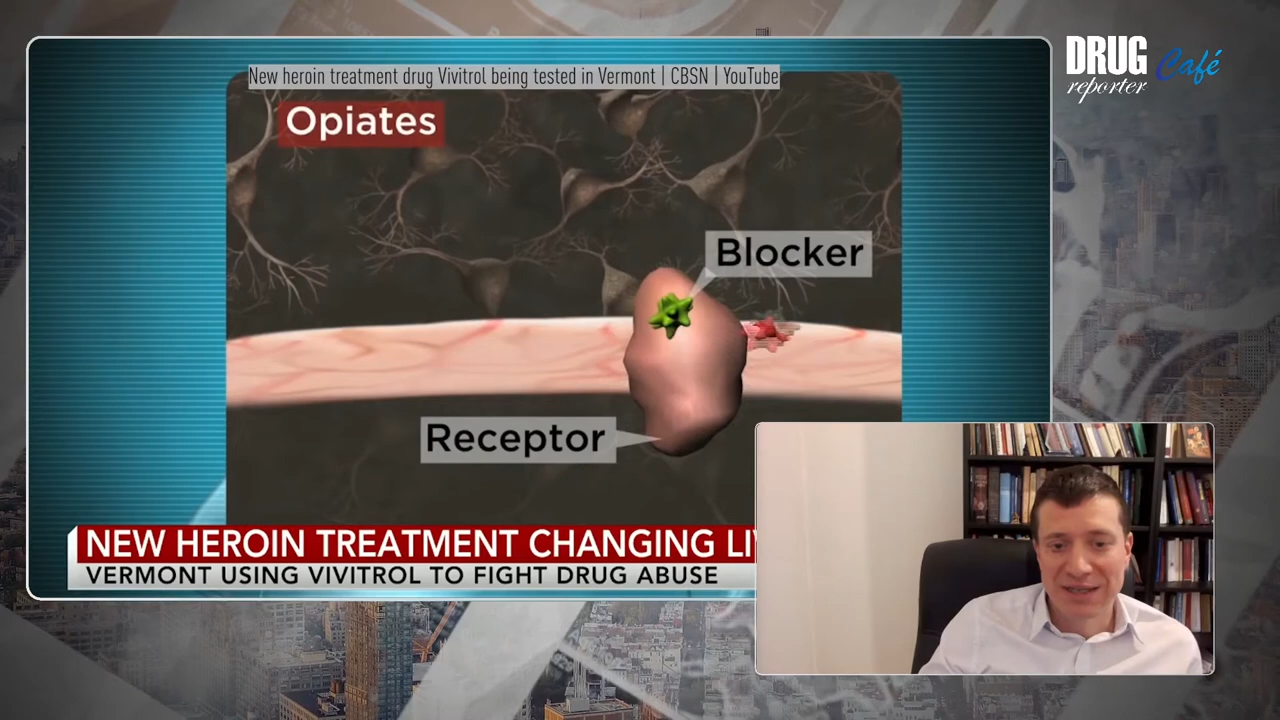 New heroin treatment drug Vivitrol being tested in Vermont | CBSN | YouTube
DRUG Café
reporter
Opiates
Blocker
Receptor
NEW HEROIN TREATMENT CHANGING
VERMONT USING VIVITROL TO FIGHT DRUG ABUSE